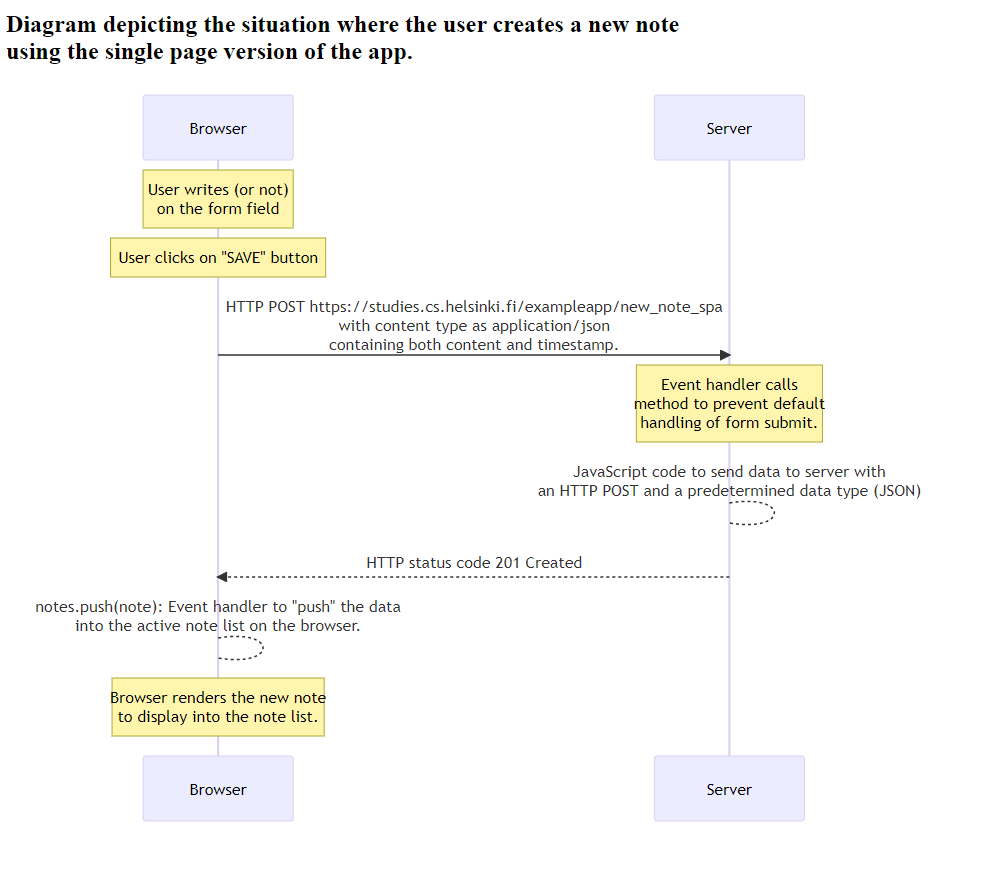 Diagram depicting the situation where the user creates a new note
using the single page version of the app.
Browser
Server
User writes (or not)
on the form field
User clicks on "SAVE" button
HTTP POST https://studies.cs.helsinki.fi/exampleapp/new_note_spa
with content type as application/json
containing both content and timestamp.
Event handler calls
method to prevent default
handling of form submit.
JavaScript code to send data to server with
an HTTP POST and a predetermined data type (JSON)
HTTP status code 201 Created
notes.push(note): Event handler to "push" the data
into the active note list on the browser.
Browser renders the new note
to display into the note list.
Browser
Server